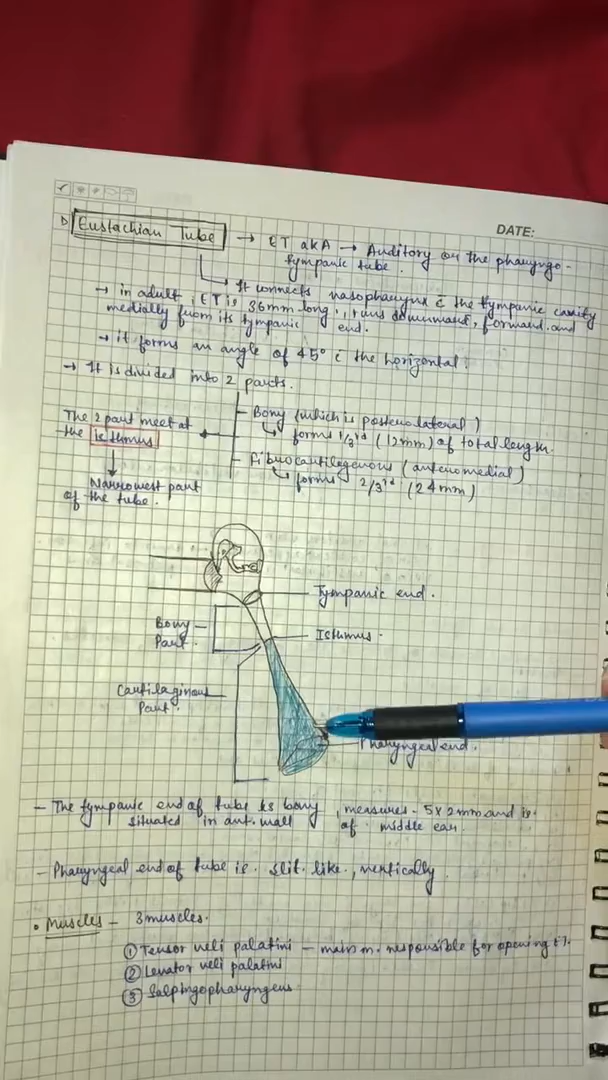 DATE:
1) Eustachian Tube → ET aka → Auditory or the pharyngo-
tympanic tube.
It connects nasopharynx c̄ the tympanic cavity
→ in adult, ET is 36mm long, runs downward, forward and
medially from its tympanic end.
→ it forms an angle of 45° c̄ the horizontal.
→ It is divided into 2 parts.
Bony (which is posterolateral)
↳ forms 1/3rd (12mm) of total length.
Fibrocartilagenous (anteromedial)
↳ forms 2/3rd (24mm)
The 2 part meet at
the isthmus
Narrowest part
of the tube.
Tympanic end.
Bony
Part.
Isthmus.
Cartilaginous
Part.
Pharyngeal end.
- The tympanic end of tube is bony, measures - 5x2mm and is
situated in ant. wall of middle ear.
- Pharyngeal end of tube is slit like, vertically
• Muscles - 3 muscles.
① Tensor veli palatini - main m. responsible for opening
② Levator veli palatini
③ Salpingopharyngeus